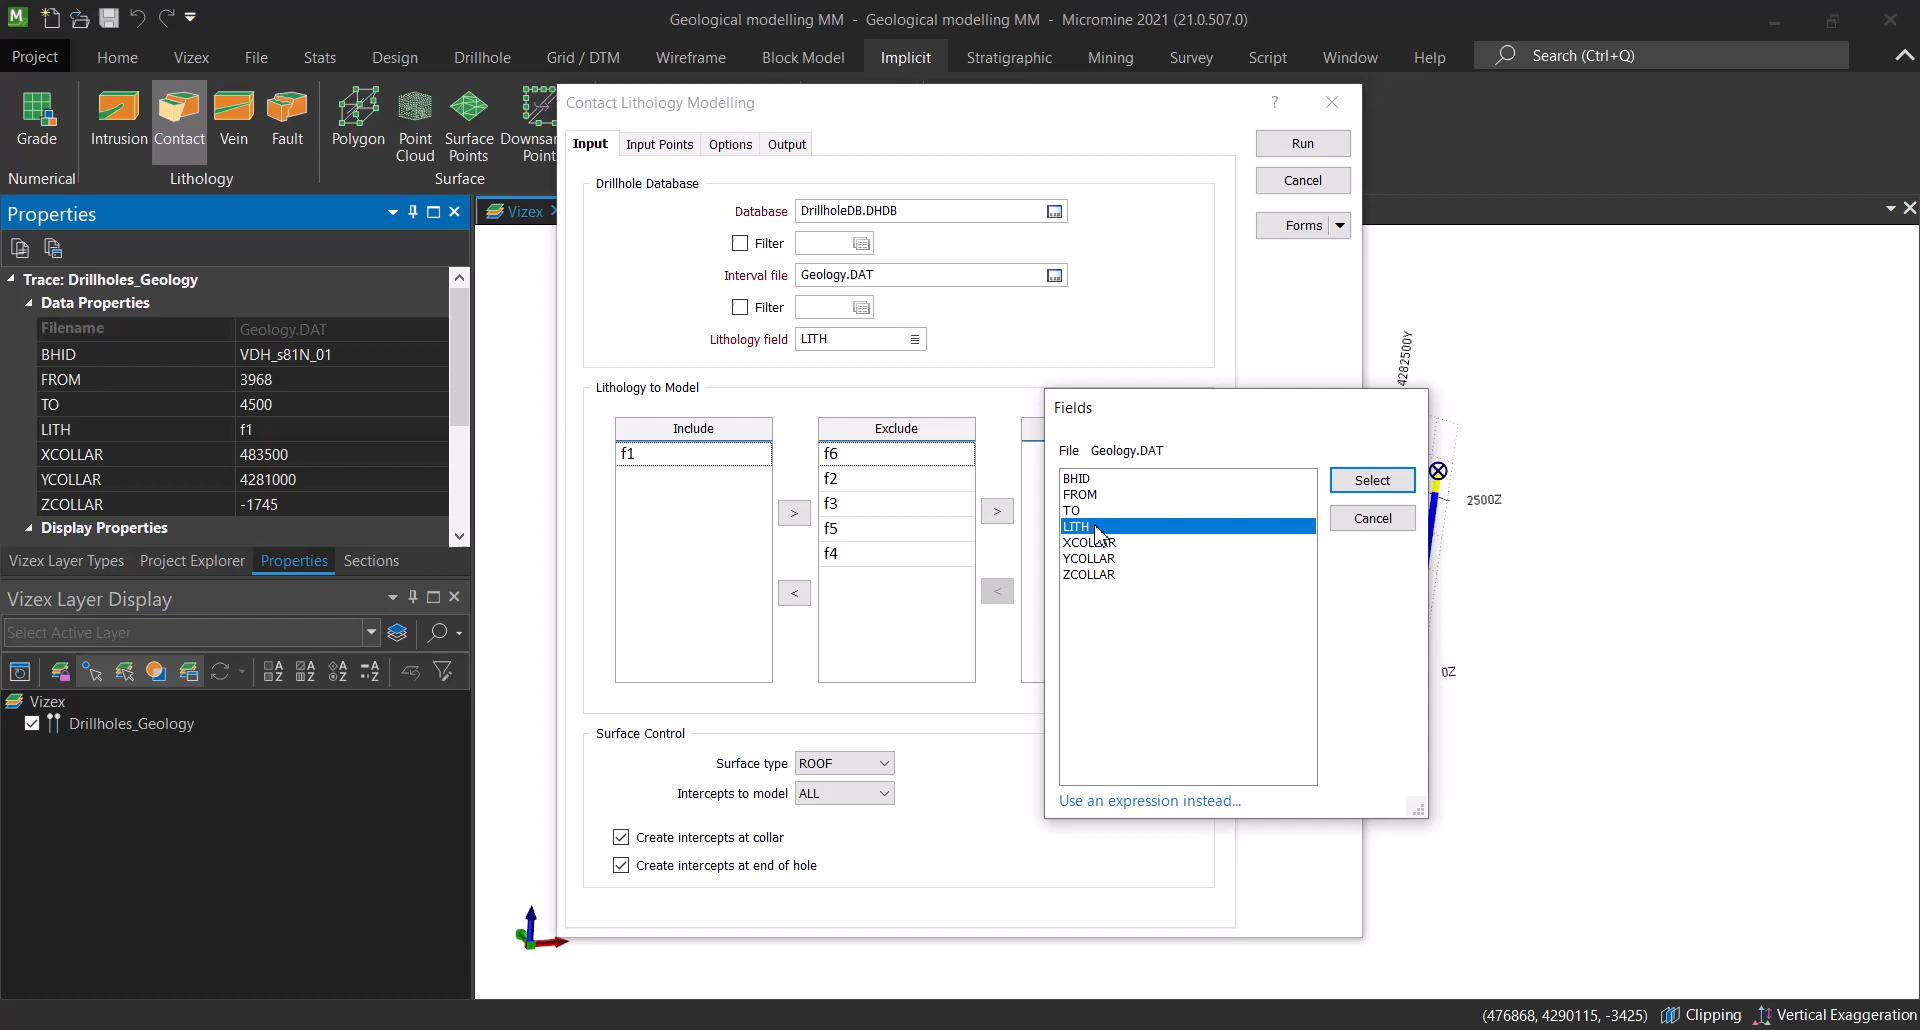 Geological modelling MM - Geological modelling MM - Micromine 2021 (21.0.507.0)
Project Home Vizex File Stats Design Drillhole Grid / DTM Wireframe Block Model Implicit Stratigraphic Mining Survey Script Window Help Search (Ctrl+Q)
Grade Intrusion Contact Vein Fault Polygon Point Cloud Surface Points
Numerical Lithology Surface
Contact Lithology Modelling
?
Input Input Points Options Output
Run
Cancel
Forms
Drillhole Database
Database DrillholeDB.DHDB
Filter
Interval file Geology.DAT
Filter
Lithology field LITH
Lithology to Model
Include
f1
Exclude
f6
f2
f3
f5
f4
>
<
>
<
Surface Control
Surface type ROOF
Intercepts to model ALL
Create intercepts at collar
Create intercepts at end of hole
Fields
File Geology.DAT
BHID
FROM
TO
LITH
XCOLLAR
YCOLLAR
ZCOLLAR
Select
Cancel
Use an expression instead...
Properties
Trace: Drillholes_Geology
Data Properties
Filename Geology.DAT
BHID VDH_s81N_01
FROM 3968
TO 4500
LITH f1
XCOLLAR 483500
YCOLLAR 4281000
ZCOLLAR -1745
Display Properties
Vizex Layer Types Project Explorer Properties Sections
Vizex Layer Display
Select Active Layer
Vizex
Drillholes_Geology
Vizex
4282500Y
2500Z
0Z
(476868, 4290115, -3425) Clipping Vertical Exaggeration